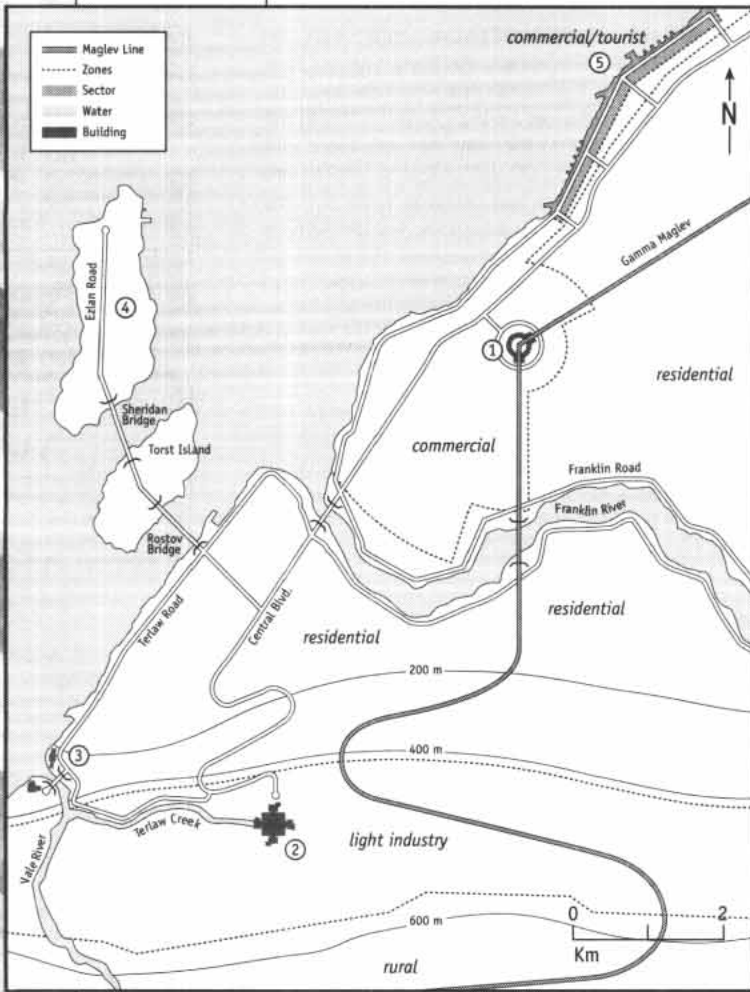 Maglev Line
Zones
Sector
Water
Building
commercial/tourist
5
N
Gamma Maglev
Ezlan Road
4
1
residential
Sheridan
Bridge
Torst Island
commercial
Franklin Road
Franklin River
Rostov
Bridge
Terlaw Road
Central Blvd.
residential
residential
200 m
3
400 m
Terlaw Creek
2
light industry
Vale River
600 m
0 2
Km
rural